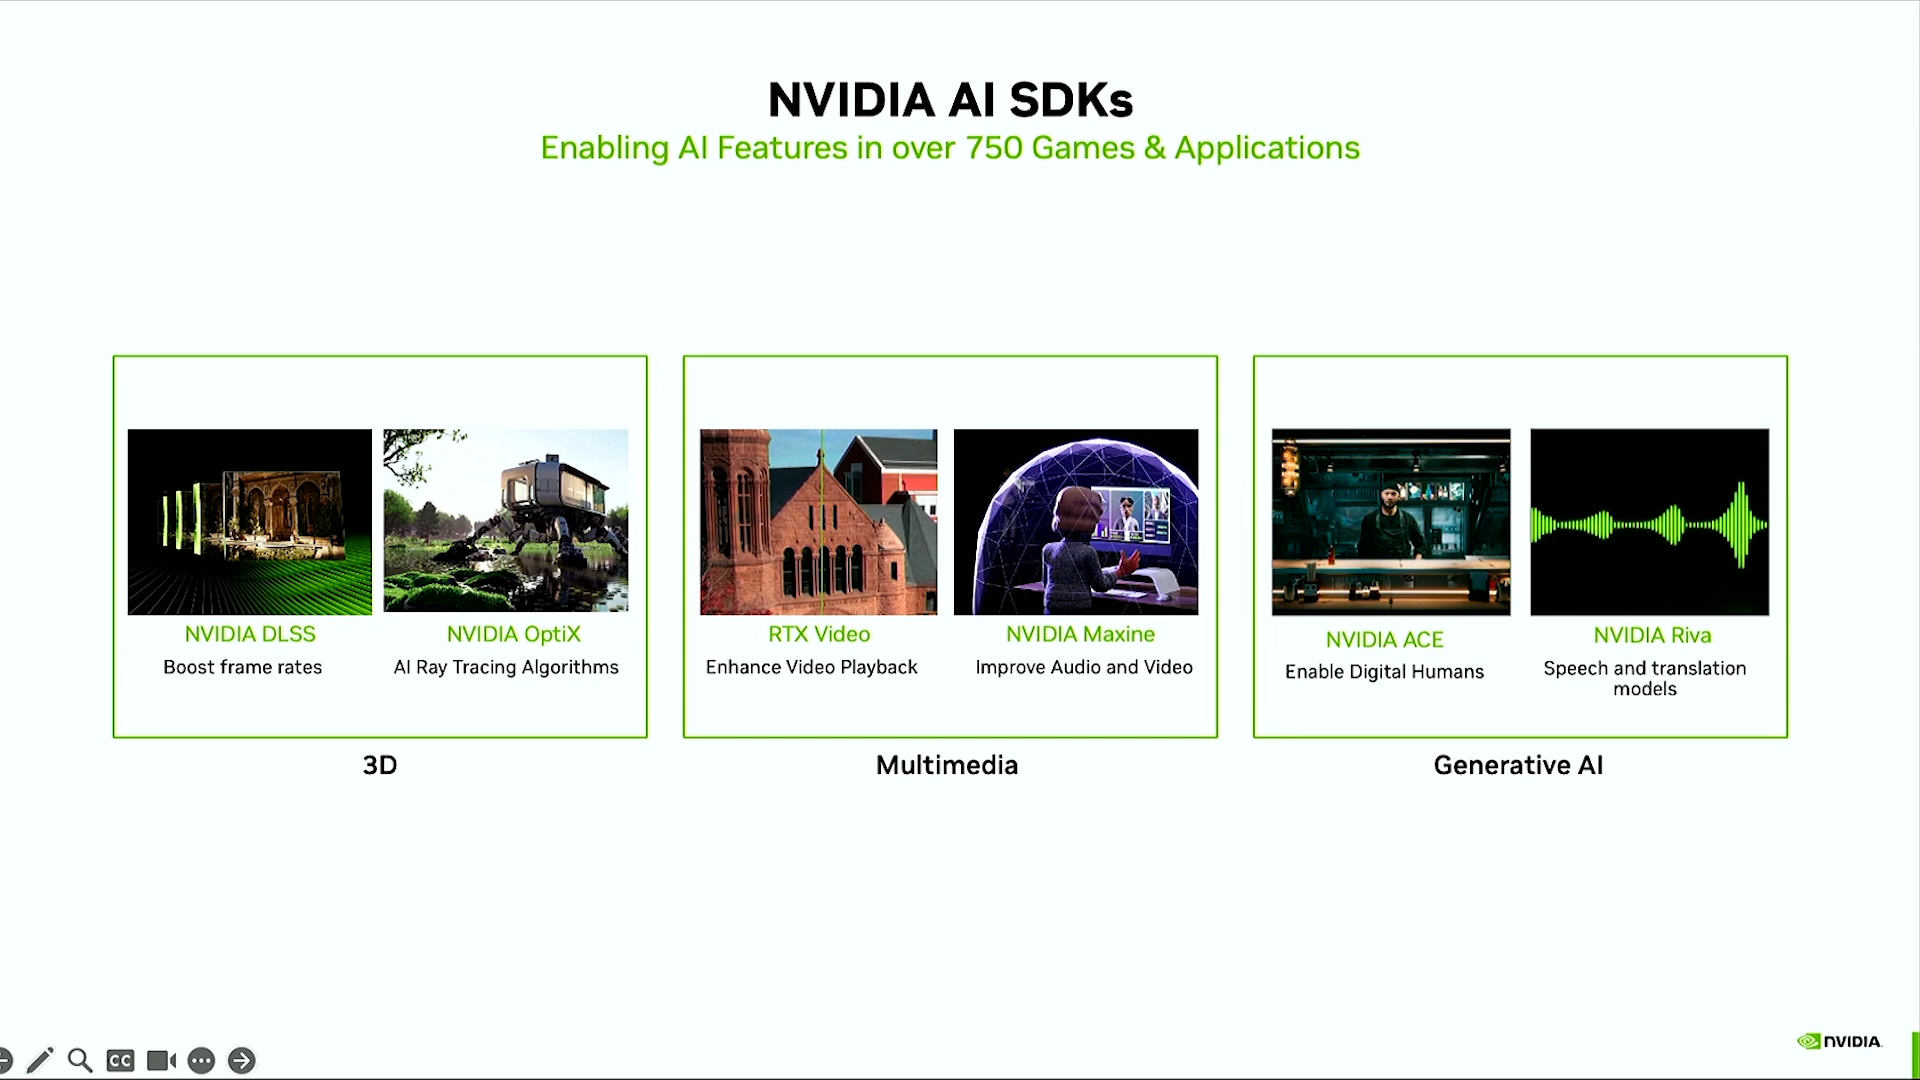 NVIDIA AI SDKs
Enabling AI Features in over 750 Games & Applications
NVIDIA DLSS
Boost frame rates
NVIDIA OptiX
AI Ray Tracing Algorithms
3D
RTX Video
Enhance Video Playback
NVIDIA Maxine
Improve Audio and Video
Multimedia
NVIDIA ACE
Enable Digital Humans
NVIDIA Riva
Speech and translation
models
Generative AI
CC
NVIDIA.